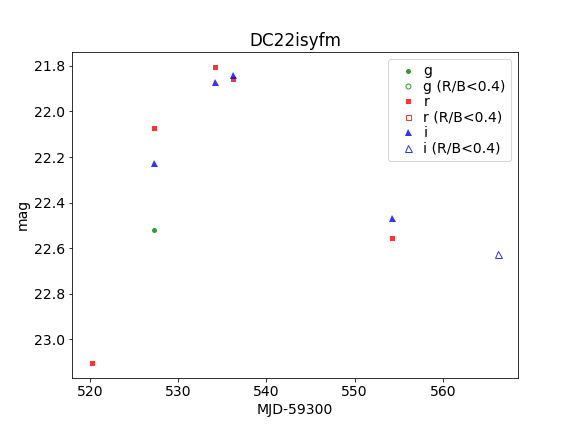 DC22isyfm
21.8
22.0
22.2
22.4
22.6
22.8
23.0
mag
g
g (R/B<0.4)
r
r (R/B<0.4)
i
i (R/B<0.4)
520
530
540
550
560
MJD-59300